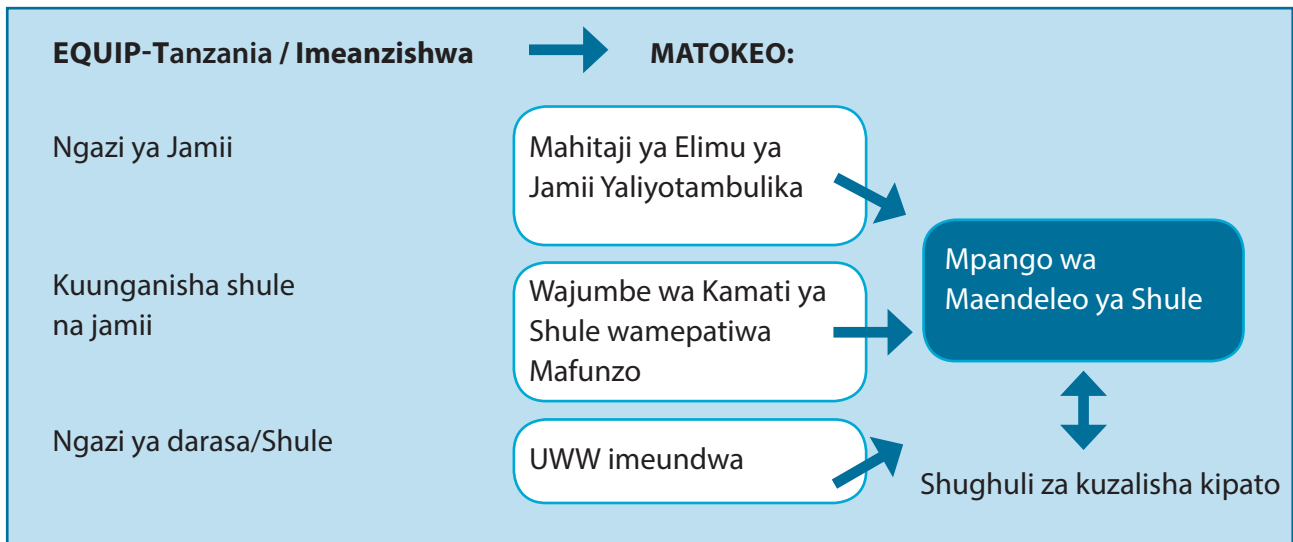 EQUIP-Tanzania / Imeanzishwa
MATOKEO:
Ngazi ya Jamii
Mahitaji ya Elimu ya
Jamii Yaliyotambulika
Kuunganisha shule
na jamii
Wajumbe wa Kamati ya
Shule wamepatiwa
Mafunzo
Ngazi ya darasa/Shule
UWW imeundwa
Mpango wa
Maendeleo ya Shule
Shughuli za kuzalisha kipato